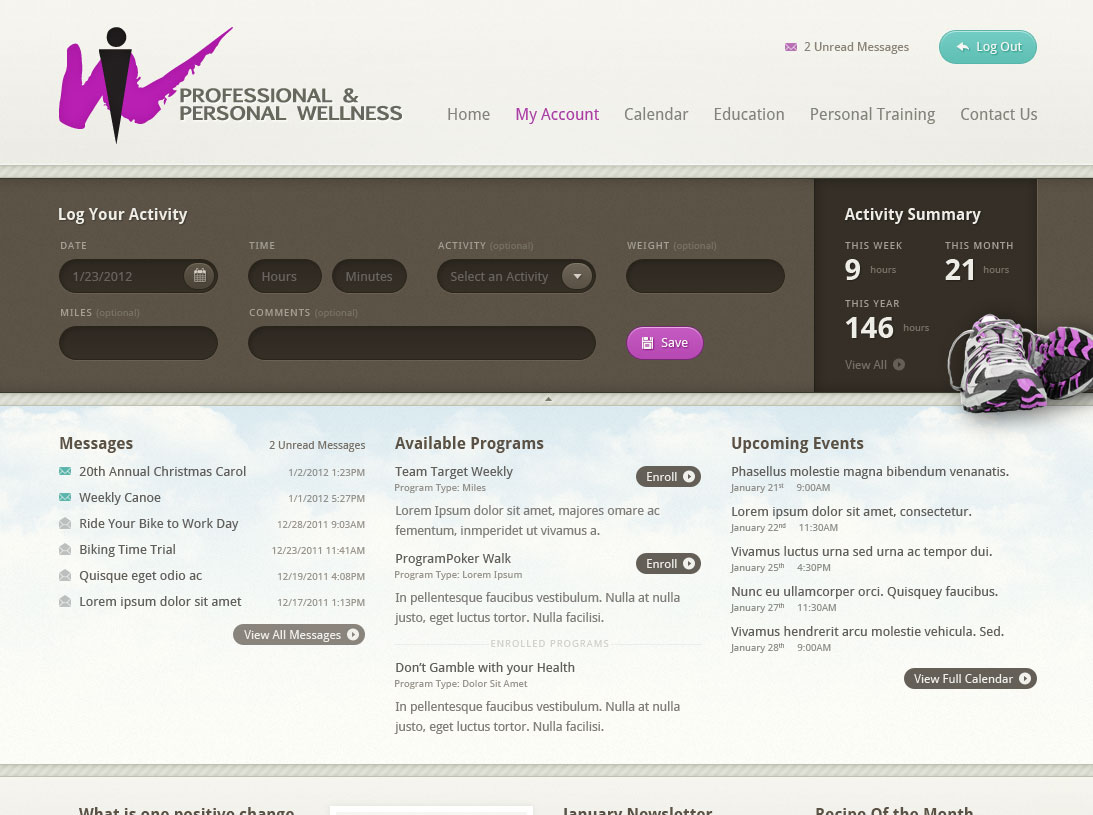 2 Unread Messages
Log Out
PROFESSIONAL &
PERSONAL WELLNESS
Home My Account Calendar Education Personal Training Contact Us
Log Your Activity
DATE TIME ACTIVITY (optional) WEIGHT (optional)
1/23/2012 Hours Minutes Select an Activity
MILES (optional) COMMENTS (optional)
Save
Activity Summary
THIS WEEK THIS MONTH
9 hours 21 hours
THIS YEAR
146 hours
View All
Messages 2 Unread Messages
20th Annual Christmas Carol 1/2/2012 1:23PM
Weekly Canoe 1/1/2012 5:27PM
Ride Your Bike to Work Day 12/28/2011 9:03AM
Biking Time Trial 12/23/2011 11:41AM
Quisque eget odio ac 12/19/2011 4:08PM
Lorem ipsum dolor sit amet 12/17/2011 1:13PM
View All Messages
Available Programs
Team Target Weekly Enroll
Program Type: Miles
Lorem Ipsum dolor sit amet, majores ornare ac
fementum, inmperidet ut vivamus a.
ProgramPoker Walk Enroll
Program Type: Lorem Ipsum
In pellentesque faucibus vestibulum. Nulla at nulla
justo, eget luctus tortor. Nulla facilisi.
ENROLLED PROGRAMS
Don't Gamble with your Health
Program Type: Dolor Sit Amet
In pellentesque faucibus vestibulum. Nulla at nulla
justo, eget luctus tortor. Nulla facilisi.
Upcoming Events
Phasellus molestie magna bibendum venenatis.
January 21st 9:00AM
Lorem ipsum dolor sit amet, consectetur.
January 22nd 11:30AM
Vivamus luctus urna sed urna ac tempor dui.
January 25th 4:30PM
Nunc eu ullamcorper orci. Quisquey faucibus.
January 27th 11:30AM
Vivamus hendrerit arcu molestie vehicula. Sed.
January 28th 9:00AM
View Full Calendar
What is one positive change January Newsletter Recipe Of the Month